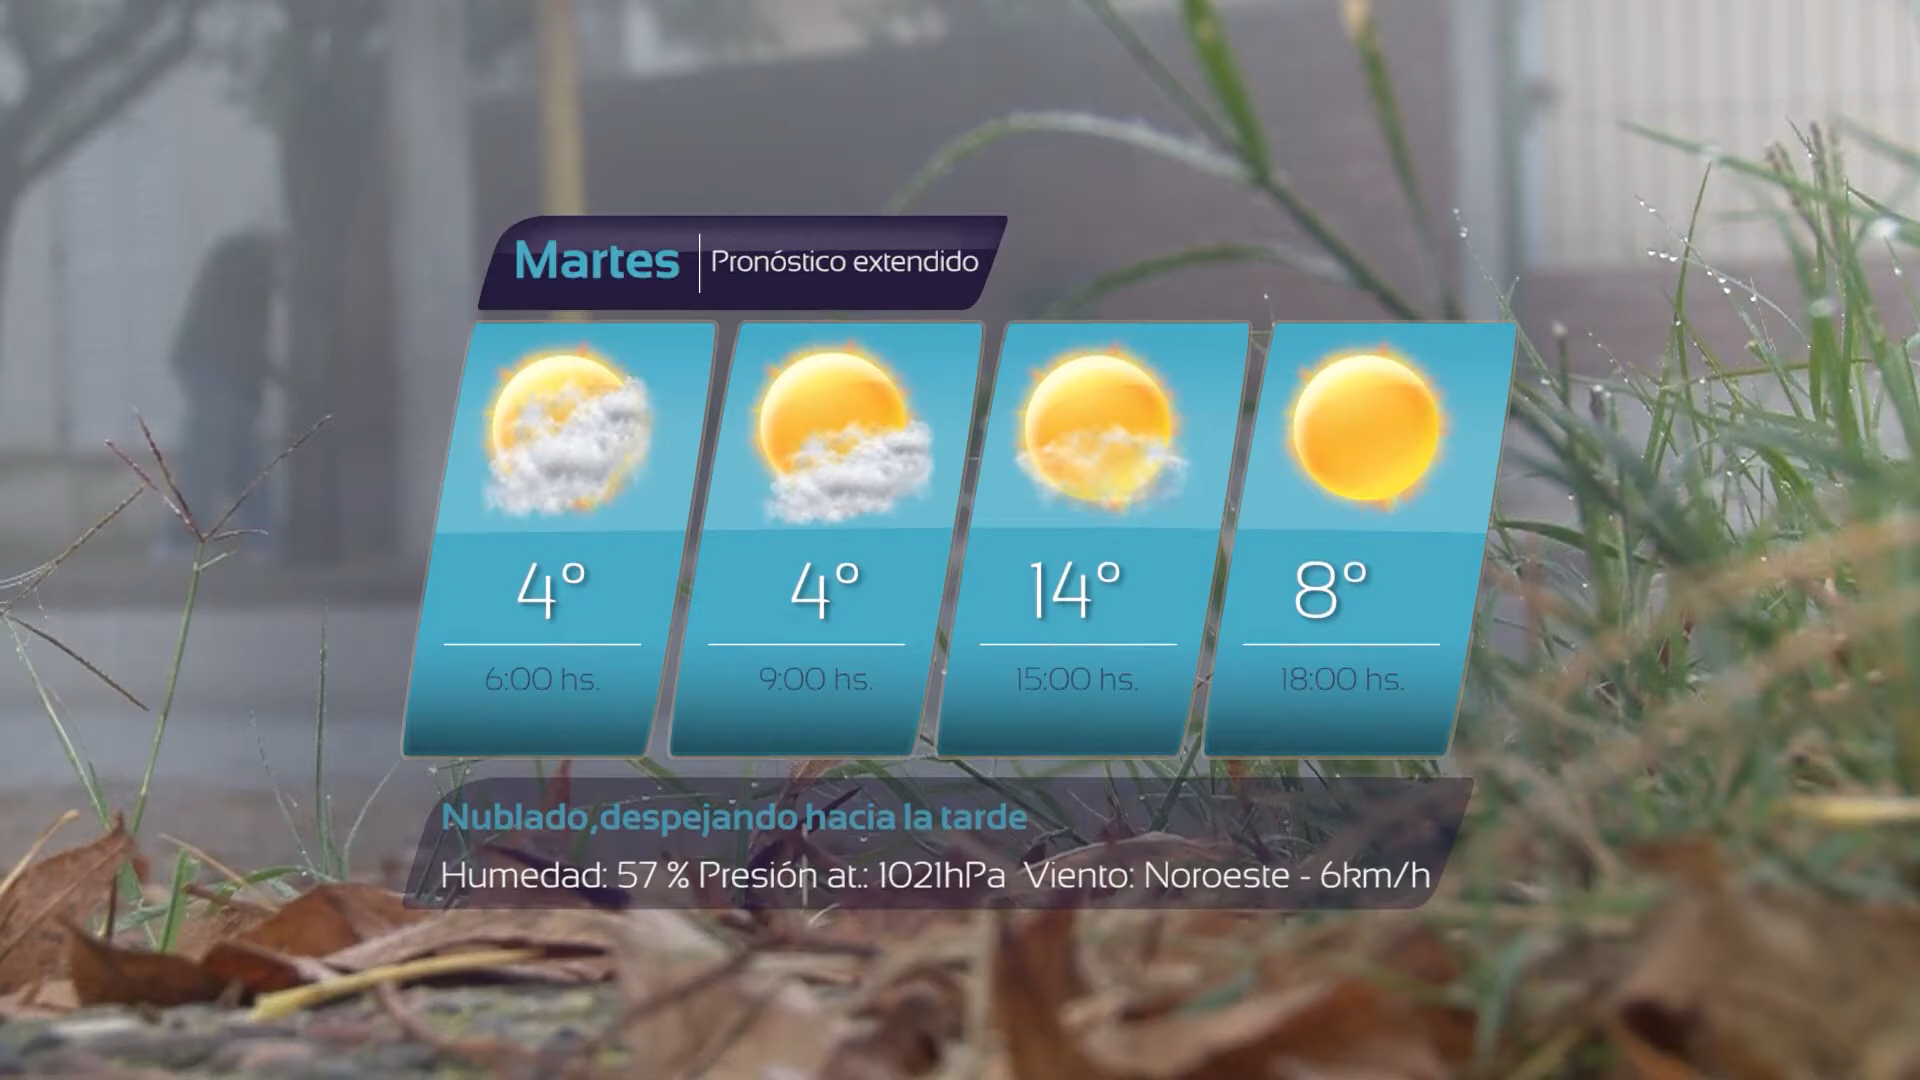 Martes
Pronóstico extendido
4° 4° 14° 8°
6:00 hs. 9:00 hs. 15:00 hs. 18:00 hs.
Nublado,despejando hacia la tarde
Humedad: 57 % Presión at.: 1021hPa Viento: Noroeste - 6km/h